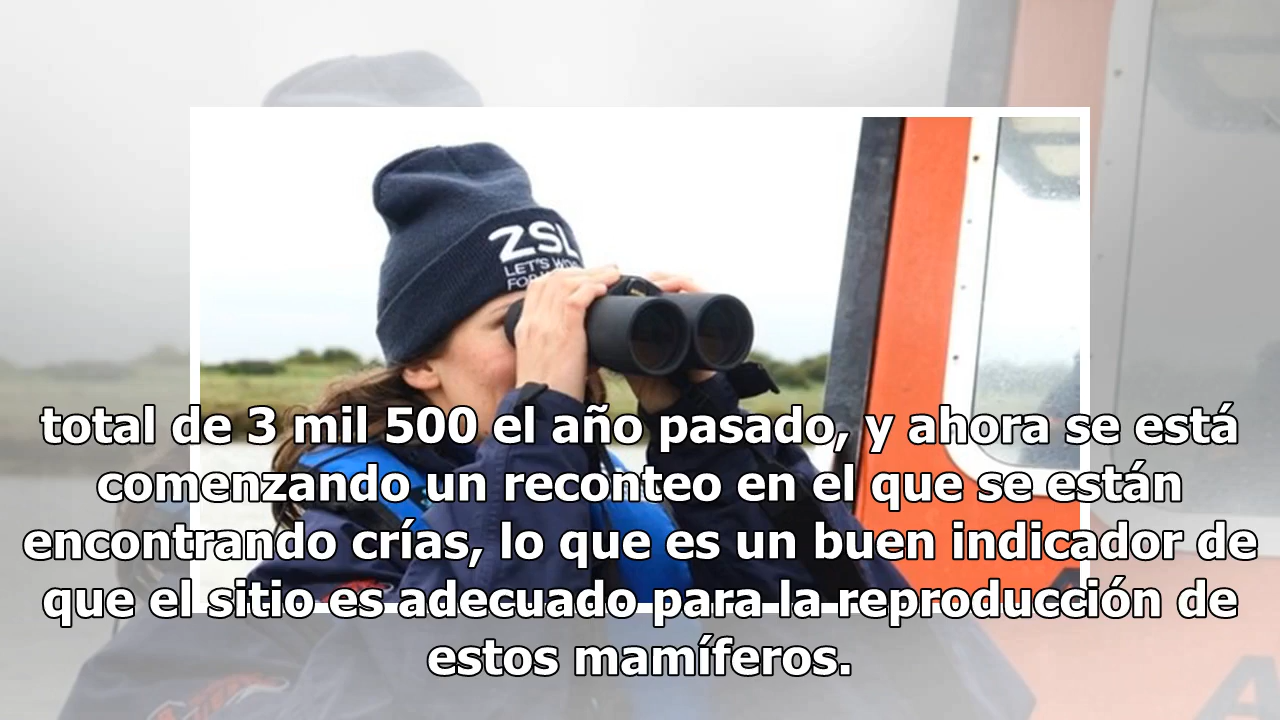 ZSL
LET'S
total de 3 mil 500 el año pasado, y ahora se está
comenzando un reconteo en el que se están
encontrando crías, lo que es un buen indicador de
que el sitio es adecuado para la reproducción de
estos mamíferos.